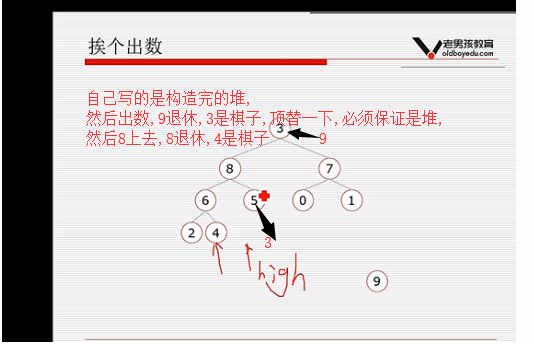 挨个出数
老男孩教育
oldboyedu.com
自己写的是构造完的堆,
然后出数,9退休,3是棋子,顶替一下,必须保证是堆,
然后8上去,8退休,4是棋子
3
9
8
7
6
5
0
1
2
4
3
high
9